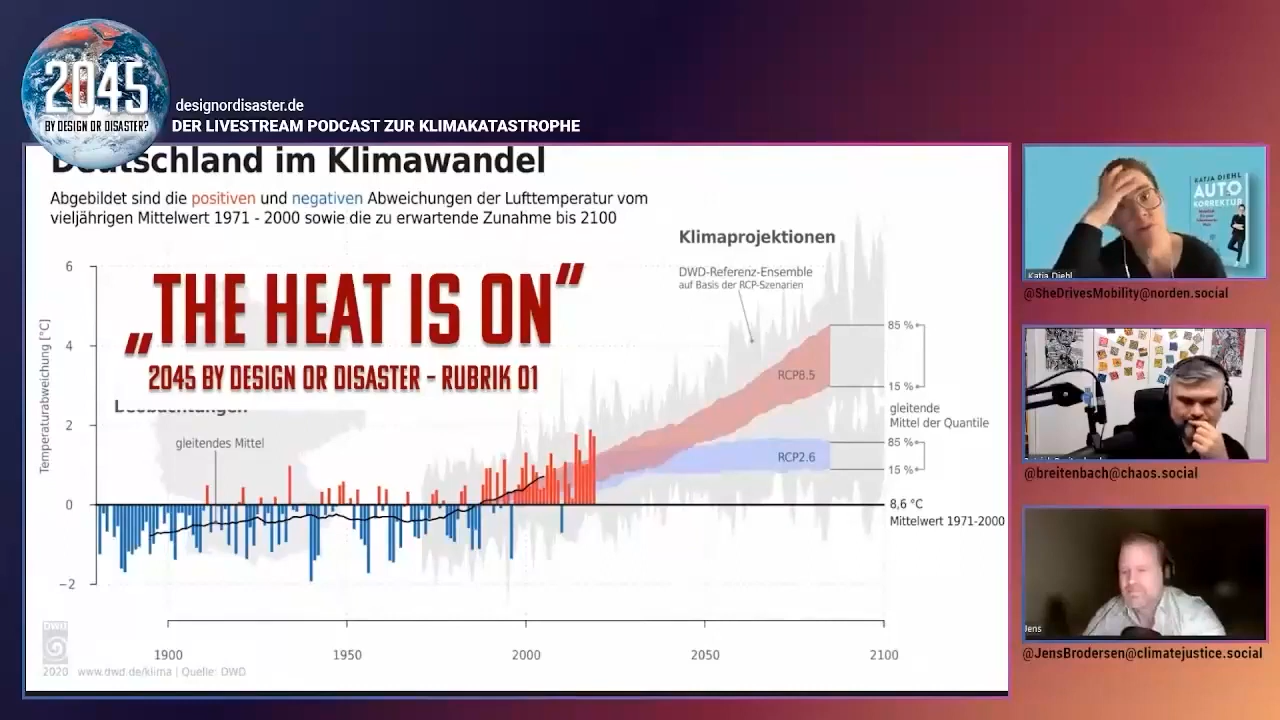 2045
BY DESIGN OR DISASTER?
designordisaster.de
DER LIVESTREAM PODCAST ZUR KLIMAKATASTROPHE
Deutschland im Klimawandel
Abgebildet sind die positiven und negativen Abweichungen der Lufttemperatur vom
vieljährigen Mittelwert 1971 - 2000 sowie die zu erwartende Zunahme bis 2100
Klimaprojektionen
DWD-Referenz-Ensemble
auf Basis der RCP-Szenarien
„THE HEAT IS ON”
2045 BY DESIGN OR DISASTER - RUBRIK 01
Beobachtungen
gleitendes Mittel
Temperaturabweichung [°C]
6
4
2
0
−2
RCP8.5
RCP2.6
85 %
15 %
gleitende
Mittel der Quantile
85 %
15 %
8,6 °C
Mittelwert 1971-2000
1900
1950
2000
2050
2100
DWD
2020 www.dwd.de/klima | Quelle: DWD
KATJA DIEHL
AUTO
KORREKTUR
Katja Diehl
@SheDrivesMobility@norden.social
@breitenbach@chaos.social
Jens
@JensBrodersen@climatejustice.social